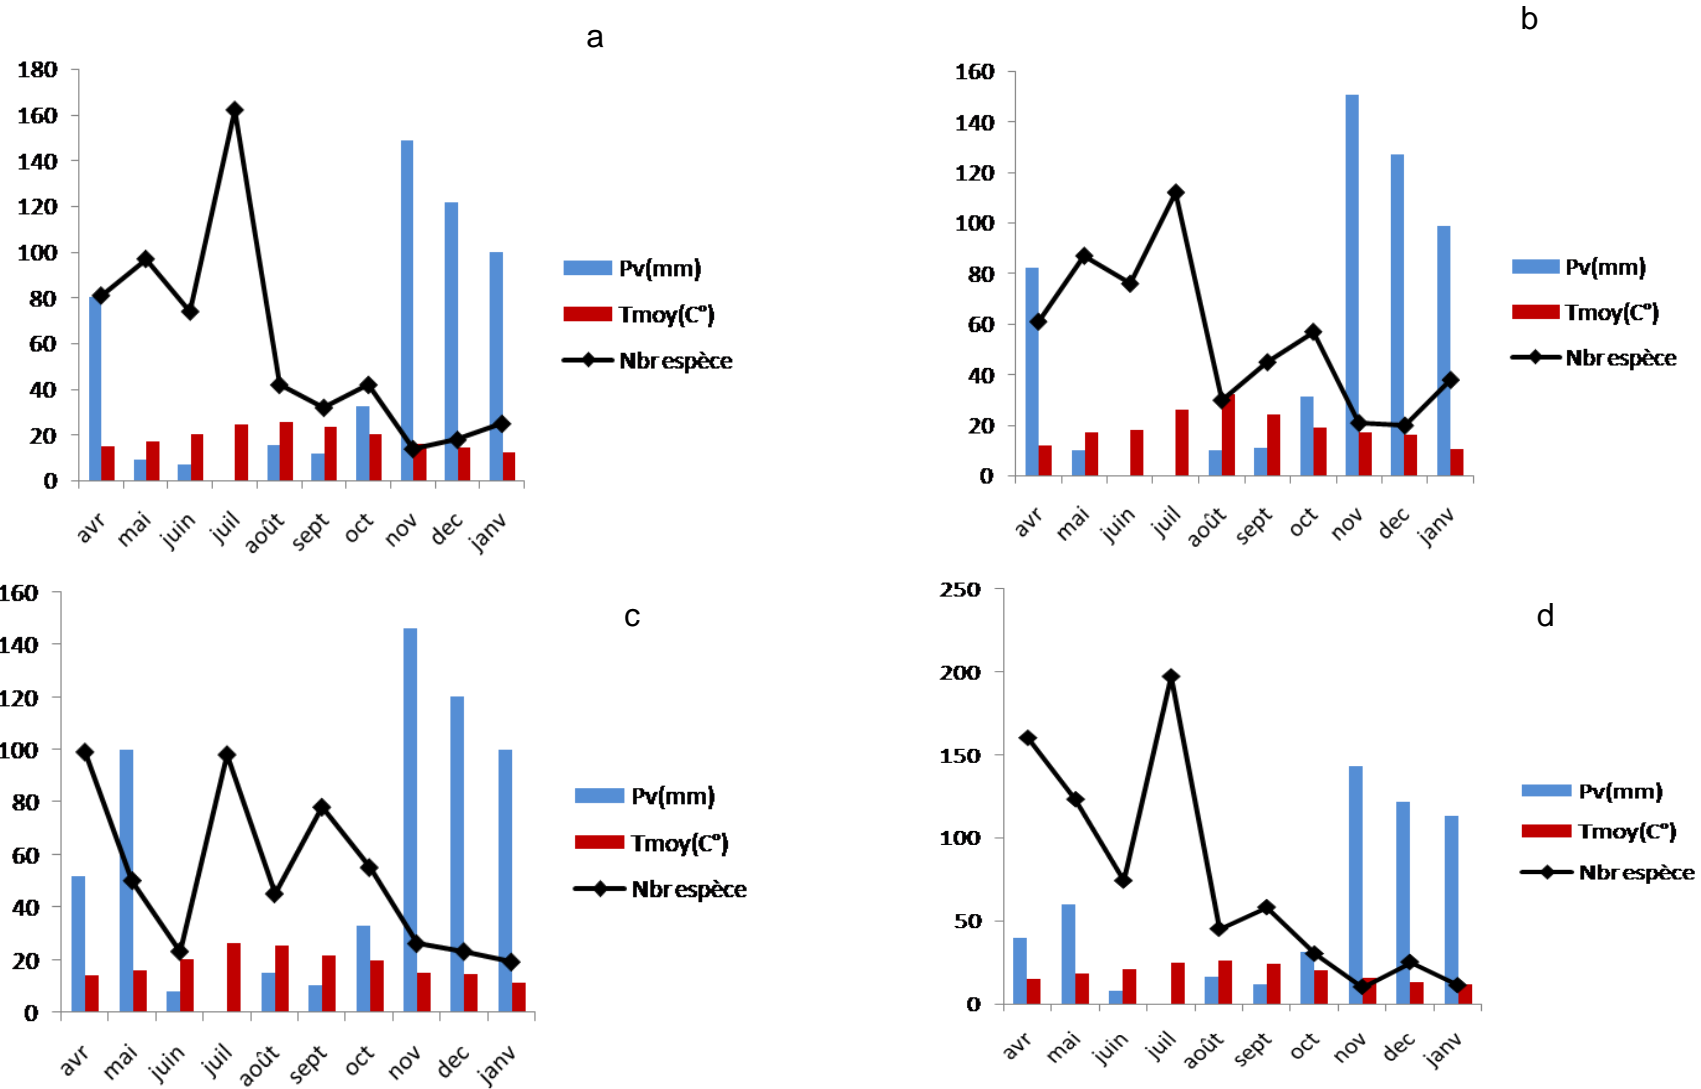 a
180
160
140
120
100
80
60
40
20
0
avr mai juin juil août sept oct nov dec janv
Pv(mm)
Tmoy(C°)
Nbr espèce
b
160
140
120
100
80
60
40
20
0
avr mai juin juil août sept oct nov dec janv
Pv(mm)
Tmoy(C°)
Nbr espèce
c
160
140
120
100
80
60
40
20
0
avr mai juin juil août sept oct nov dec janv
Pv(mm)
Tmoy(C°)
Nbr espèce
d
250
200
150
100
50
0
avr mai juin juil août sept oct nov dec janv
Pv(mm)
Tmoy(C°)
Nbr espèce